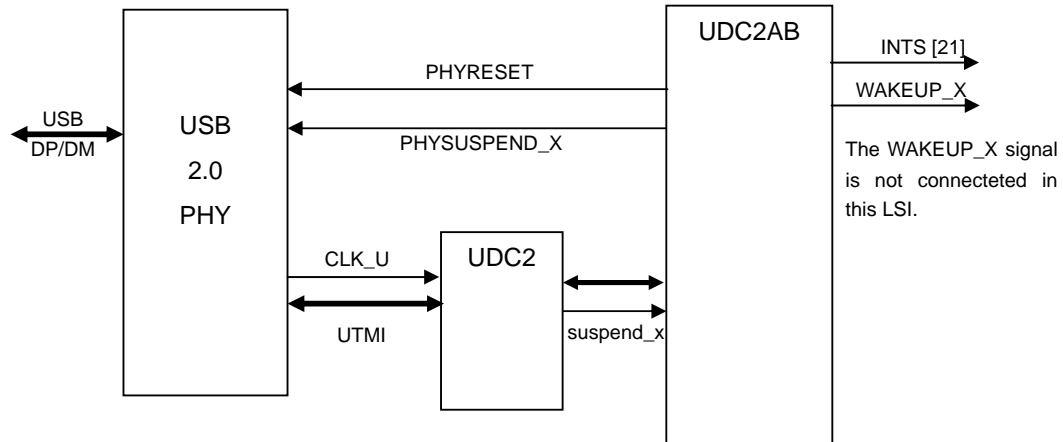 UDC2AB
INTS [21]
PHYRESET
WAKEUP_X
USB
DP/DM
USB
2.0
PHY
PHYSUSPEND_X
The WAKEUP_X signal
is not connecteted in
this LSI.
UDC2
CLK_U
UTMI
suspend_x